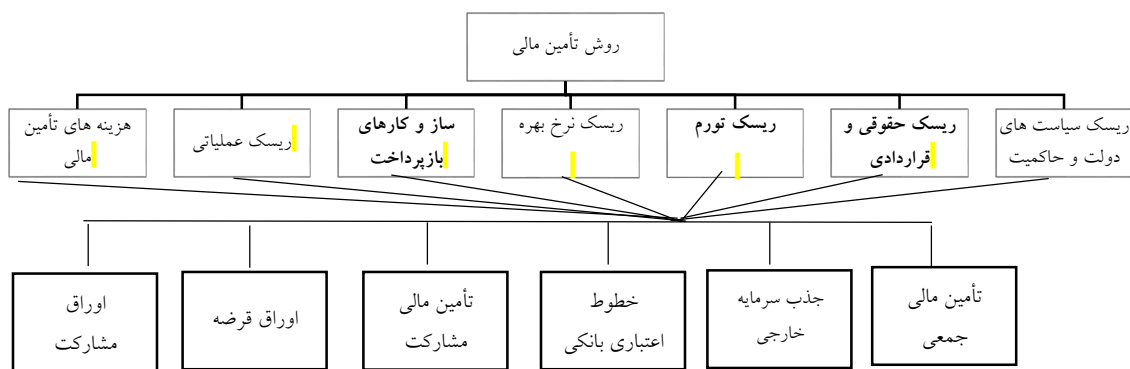 روش تأمین مالی
ریسک سیاست های
دولت و حاکمیت
ریسک حقوقی و
قراردادی
ریسک تورم
ریسک نرخ بهره
ساز و کارهای
بازپرداخت
ریسک عملیاتی
هزینه های تأمین
مالی
تأمین مالی
جمعی
جذب سرمایه
خارجی
خطوط
اعتباری بانکی
تأمین مالی
مشارکت
اوراق قرضه
اوراق
مشارکت